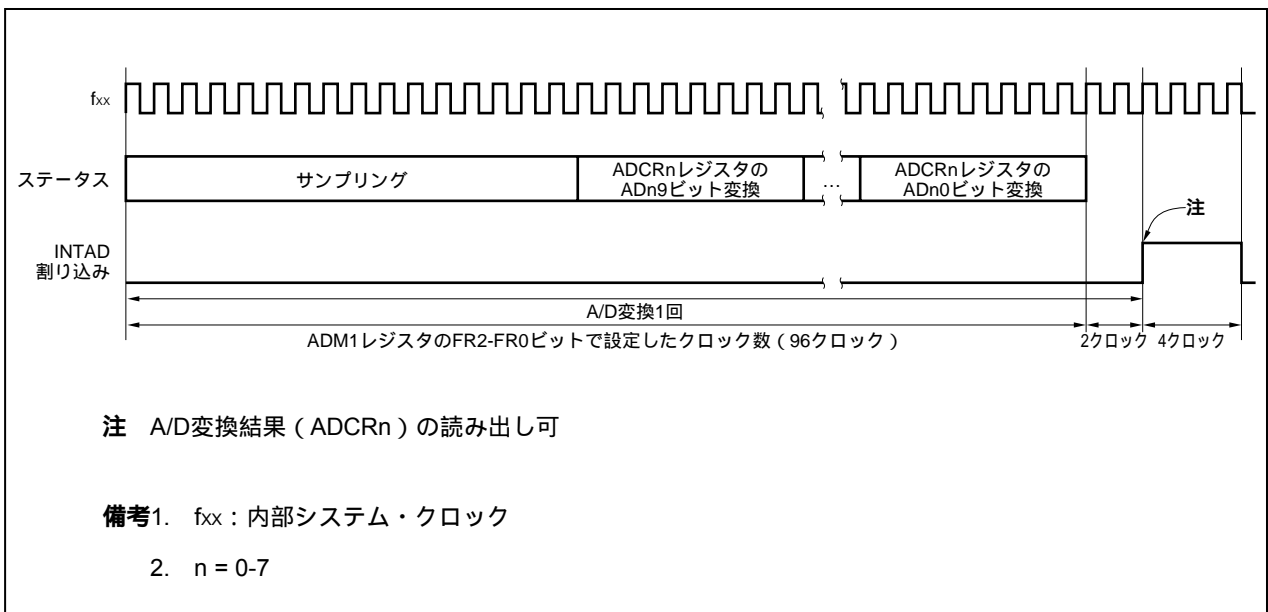 fxx
ステータス
サンプリング
ADCRnレジスタの
ADn9ビット変換
…
ADCRnレジスタの
ADn0ビット変換
注
INTAD
割り込み
A/D変換1回
ADM1レジスタのFR2-FR0ビットで設定したクロック数（96クロック）
2クロック
4クロック
注 A/D変換結果（ADCRn）の読み出し可
備考1. fxx：内部システム・クロック
2. n = 0-7